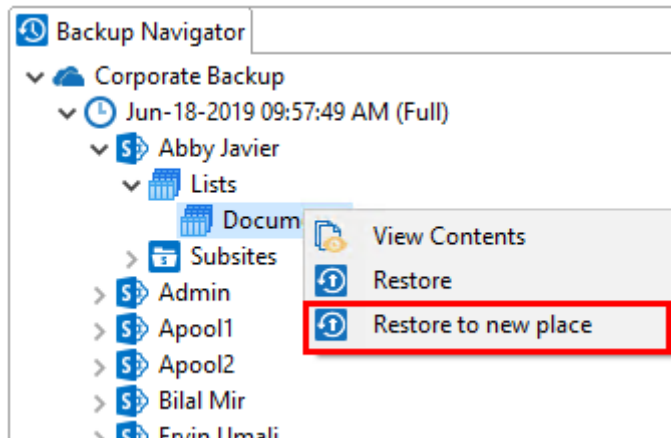 Backup Navigator
Corporate Backup
Jun-18-2019 09:57:49 AM (Full)
Abby Javier
Lists
View Contents
Subsites
Restore
Admin
Restore to new place
Apool1
Apool2
Bilal Mir